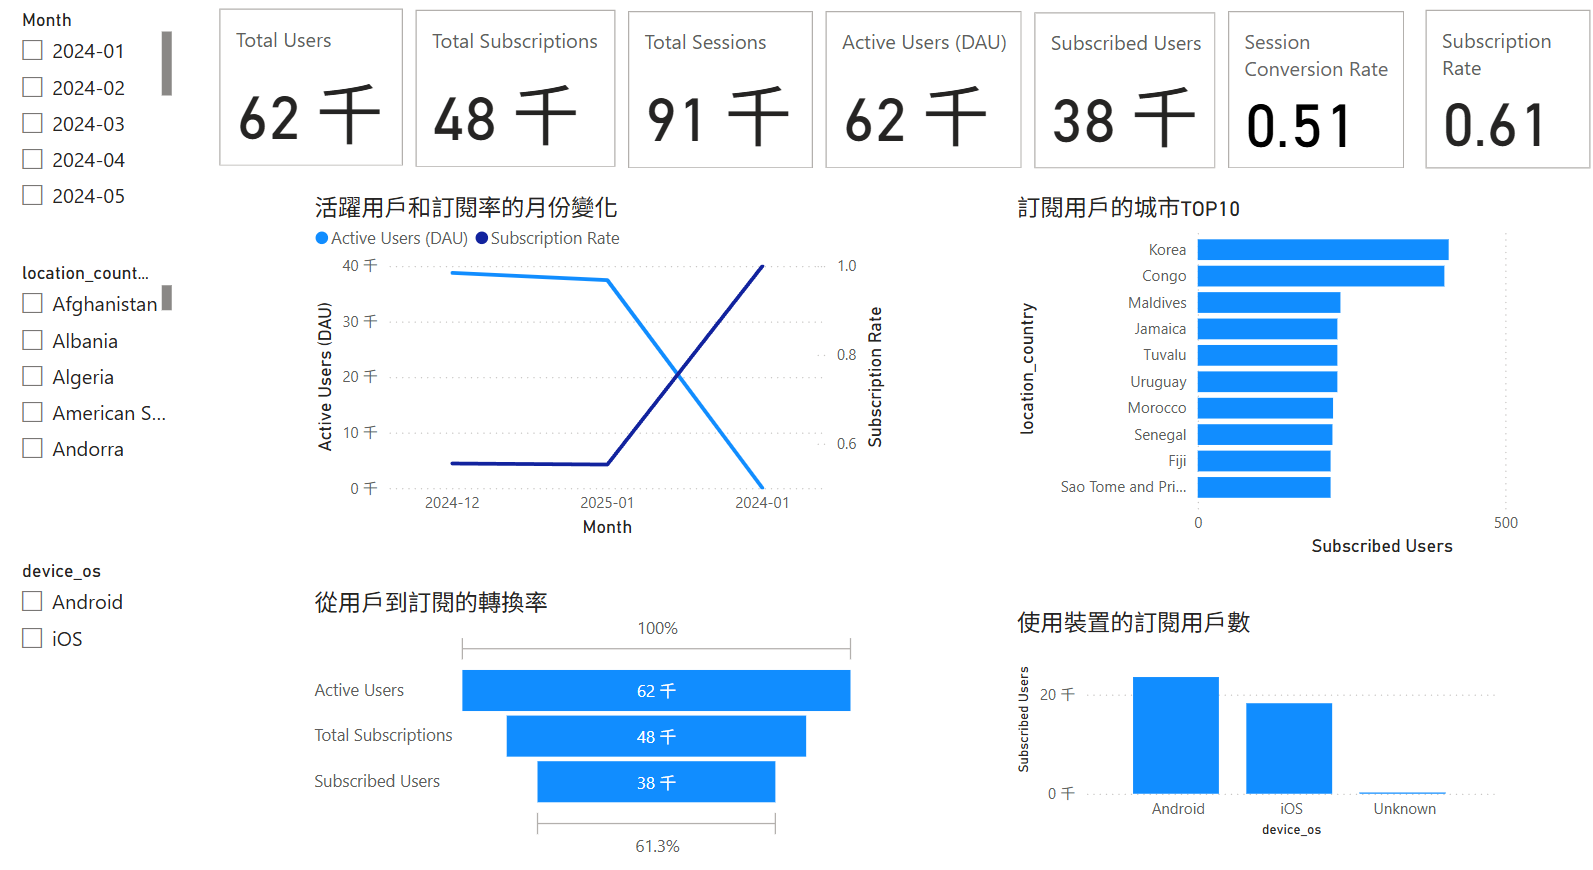 Month
2024-01
2024-02
2024-03
2024-04
2024-05
location_count...
Afghanistan
Albania
Algeria
American S...
Andorra
device_os
Android
iOS
Total Users
62 千
Total Subscriptions
48 千
Total Sessions
91 千
Active Users (DAU)
62 千
Subscribed Users
38 千
Session
Conversion Rate
0.51
Subscription
Rate
0.61
活躍用戶和訂閱率的月份變化
Active Users (DAU) Subscription Rate
Active Users (DAU)
40 千
30 千
20 千
10 千
0 千
1.0
0.8
0.6
Subscription Rate
2024-12 2025-01 2024-01
Month
訂閱用戶的城市TOP10
location_country
Korea
Congo
Maldives
Jamaica
Tuvalu
Uruguay
Morocco
Senegal
Fiji
Sao Tome and Pri...
0 500
Subscribed Users
從用戶到訂閱的轉換率
100%
Active Users 62 千
Total Subscriptions 48 千
Subscribed Users 38 千
61.3%
使用裝置的訂閱用戶數
Subscribed Users
20 千
0 千
Android iOS Unknown
device_os